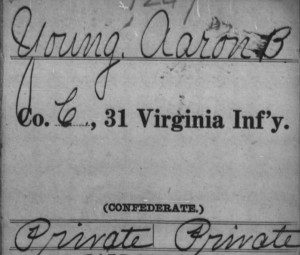 Young, Aaron B
Co. C, 31 Virginia Inf'y.
(CONFEDERATE.)
Private Private